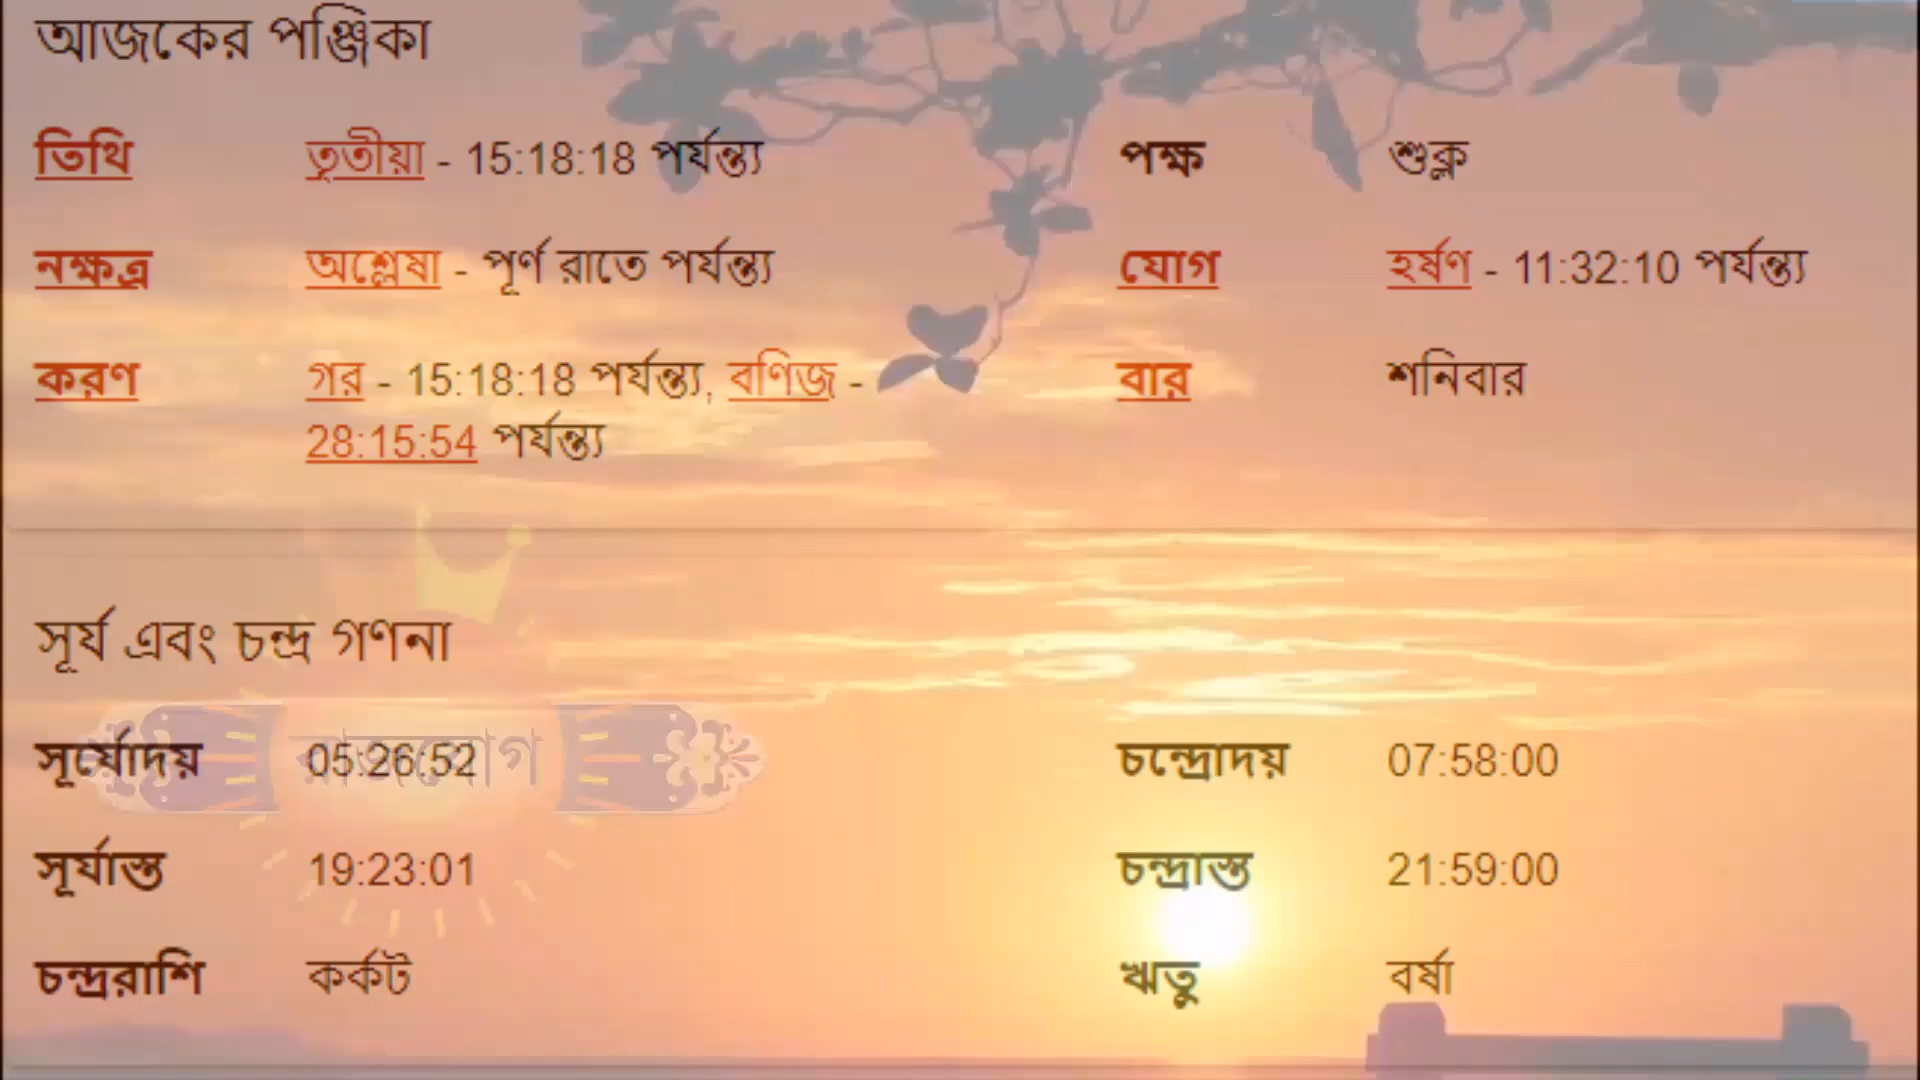 আজকের পঞ্জিকা
তিথি তৃতীয়া - 15:18:18 পর্যন্ত্য পক্ষ শুক্ল
নক্ষত্র অশ্লেষা - পূর্ণ রাতে পর্যন্ত্য যোগ হর্ষণ - 11:32:10 পর্যন্ত্য
করণ গর - 15:18:18 পর্যন্ত্য, বণিজ - বার শনিবার
28:15:54 পর্যন্ত্য
সূর্য এবং চন্দ্র গণনা
সূর্যোদয় 05:26:52 চন্দ্রোদয় 07:58:00
রাজযোগ
সূর্যাস্ত 19:23:01 চন্দ্রাস্ত 21:59:00
চন্দ্ররাশি কর্কট ঋতু বর্ষা